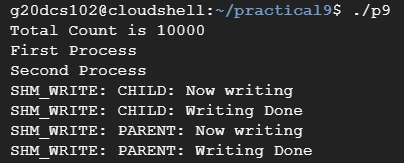 g20dcs102@cloudshell:~/practical9$ ./p9
Total Count is 10000
First Process
Second Process
SHM_WRITE: CHILD: Now writing
SHM_WRITE: CHILD: Writing Done
SHM_WRITE: PARENT: Now writing
SHM_WRITE: PARENT: Writing Done